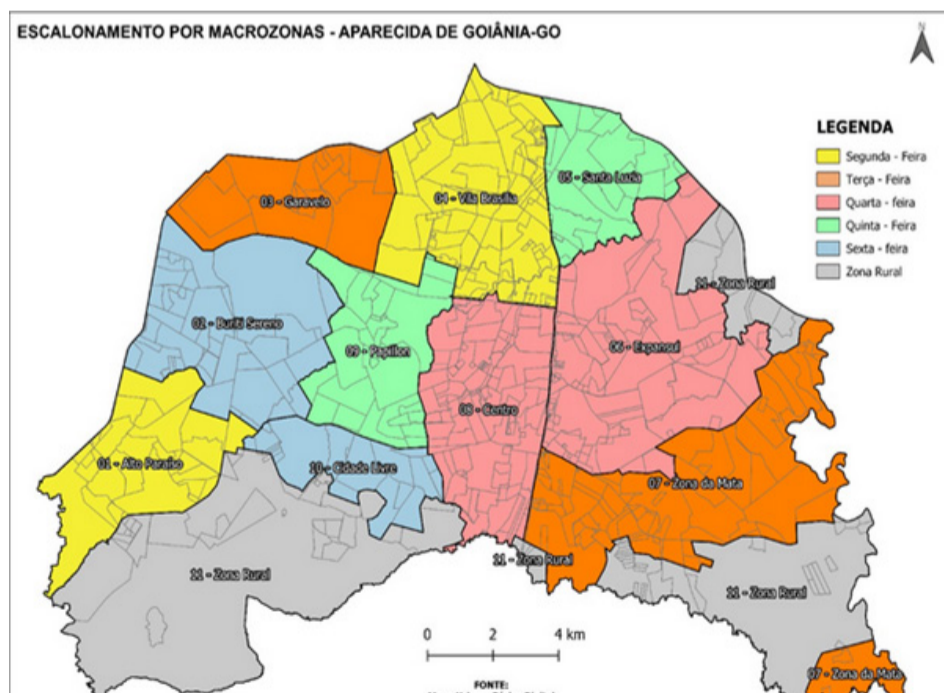 ESCALONAMENTO POR MACROZONAS - APARECIDA DE GOIÂNIA-GO
N
LEGENDA
Segunda - Feira
Terça - Feira
Quarta - feira
Quinta - Feira
Sexta - feira
Zona Rural
05 - Santa Luzia
04 - Vila Brasília
03 - Garavelo
11 - Zona Rural
02 - Buriti Sereno
09 - Papillon
06 - Expansul
08 - Centro
01 - Alto Paraíso
10 - Cidade Livre
07 - Zona da Mata
11 - Zona Rural
11 - Zona Rural
11 - Zona Rural
0 2 4 km
07 - Zona da Mata
FONTE: